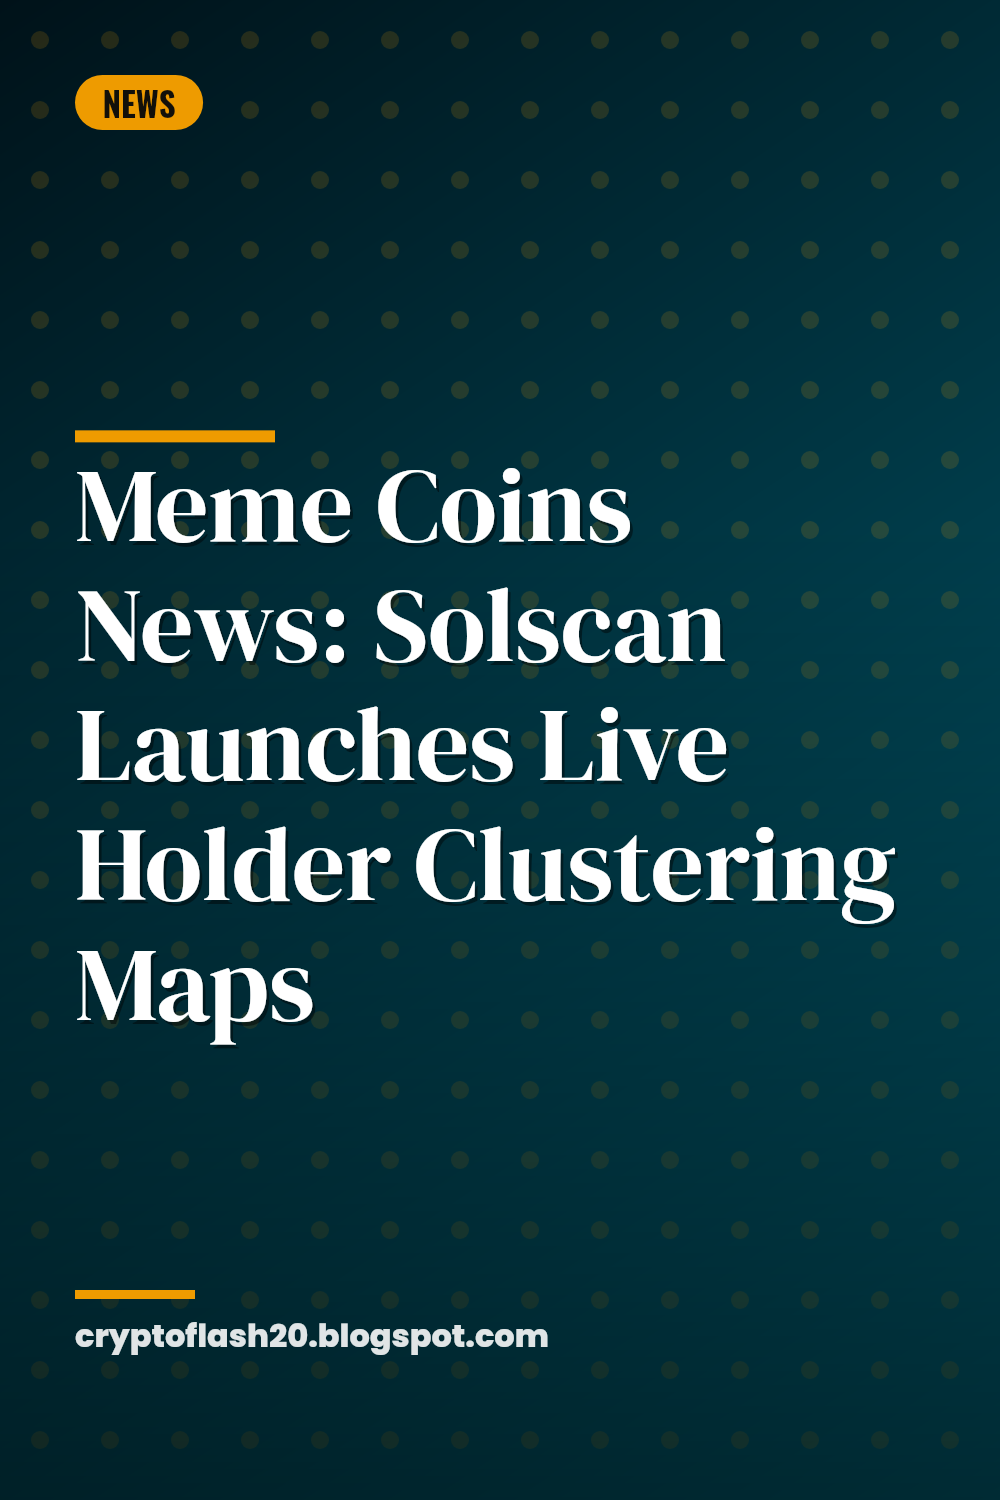 NEWS
Meme Coins
News: Solscan
Launches Live
Holder Clustering
Maps
cryptoflash20.blogspot.com